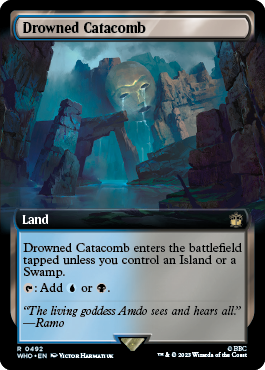 Drowned Catacomb
Land
Drowned Catacomb enters the battlefield
tapped unless you control an Island or a
Swamp.
: Add or .
“The living goddess Amdo sees and hears all.”
—Ramo
R 0492
WHO • EN Victor Harmatiuk
© BBC
™ & © 2023 Wizards of the Coast